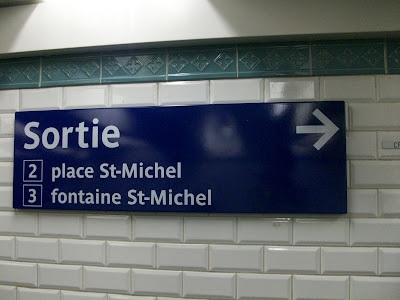 Sortie →
2 place St-Michel
3 fontaine St-Michel